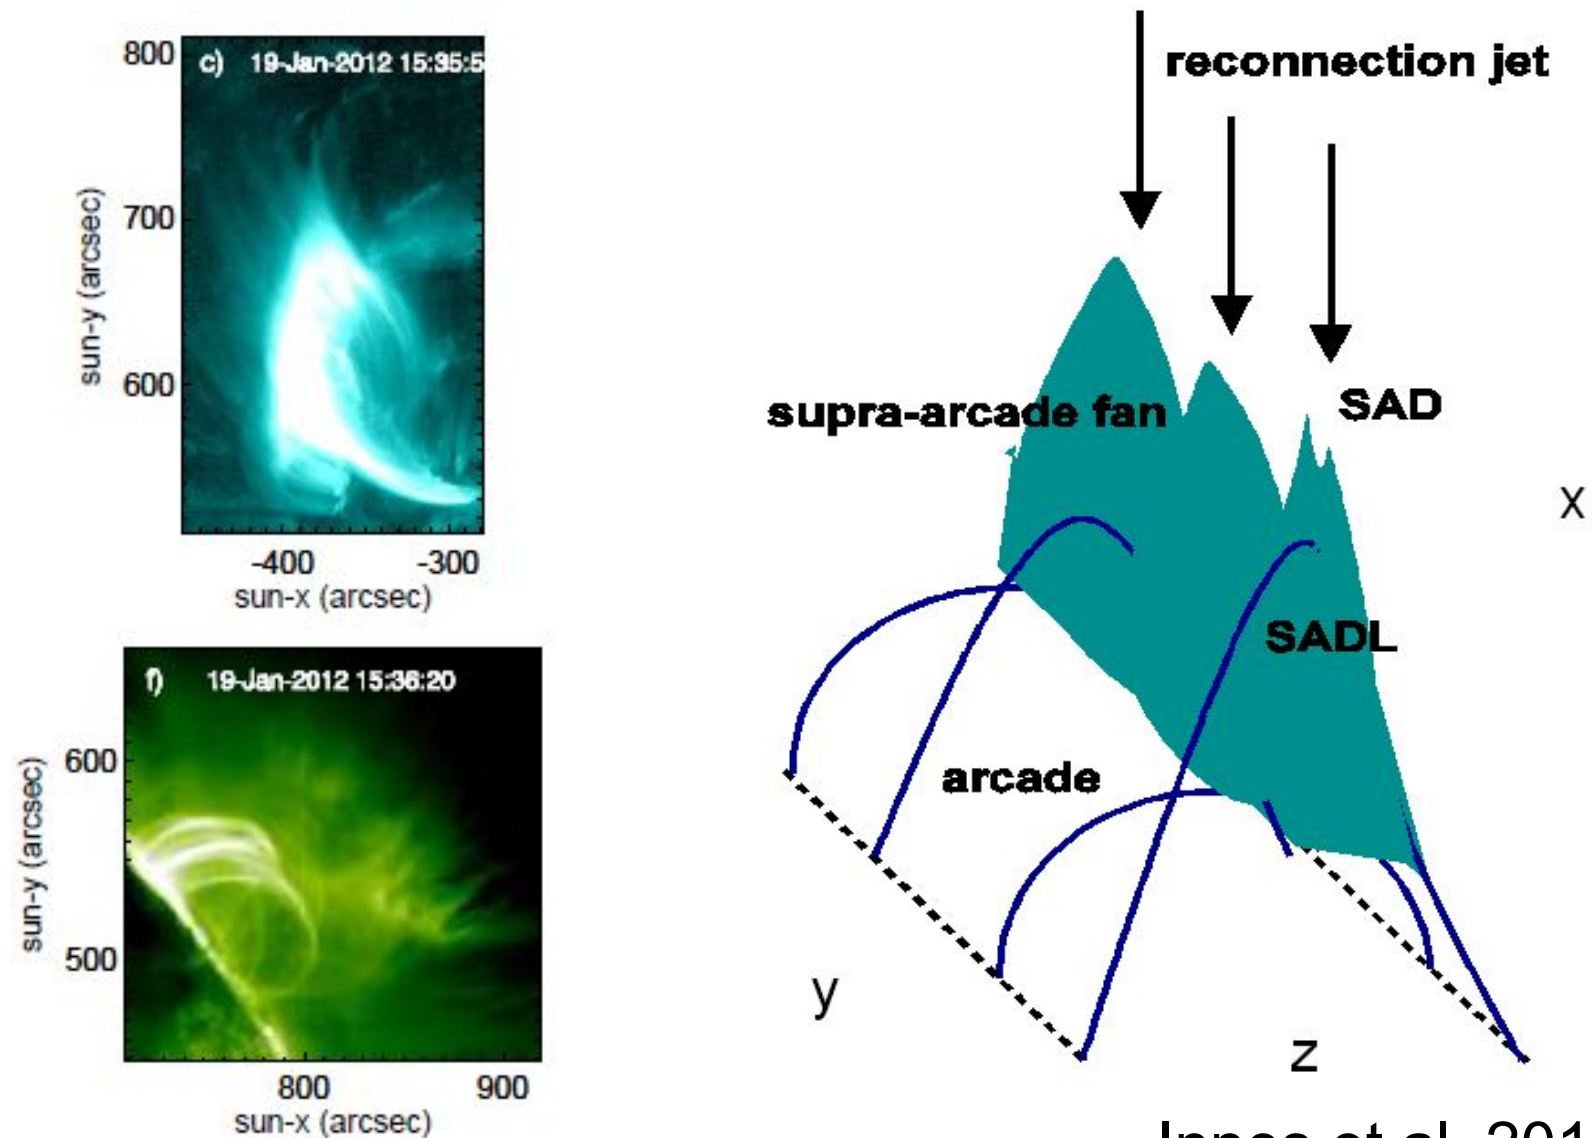 800
c) 19-Jan-2012 15:35:5
700
600
sun-y (arcsec)
-400 -300
sun-x (arcsec)
f) 19-Jan-2012 15:36:20
600
500
sun-y (arcsec)
800 900
sun-x (arcsec)
reconnection jet
supra-arcade fan
SAD
x
SADL
arcade
y
z